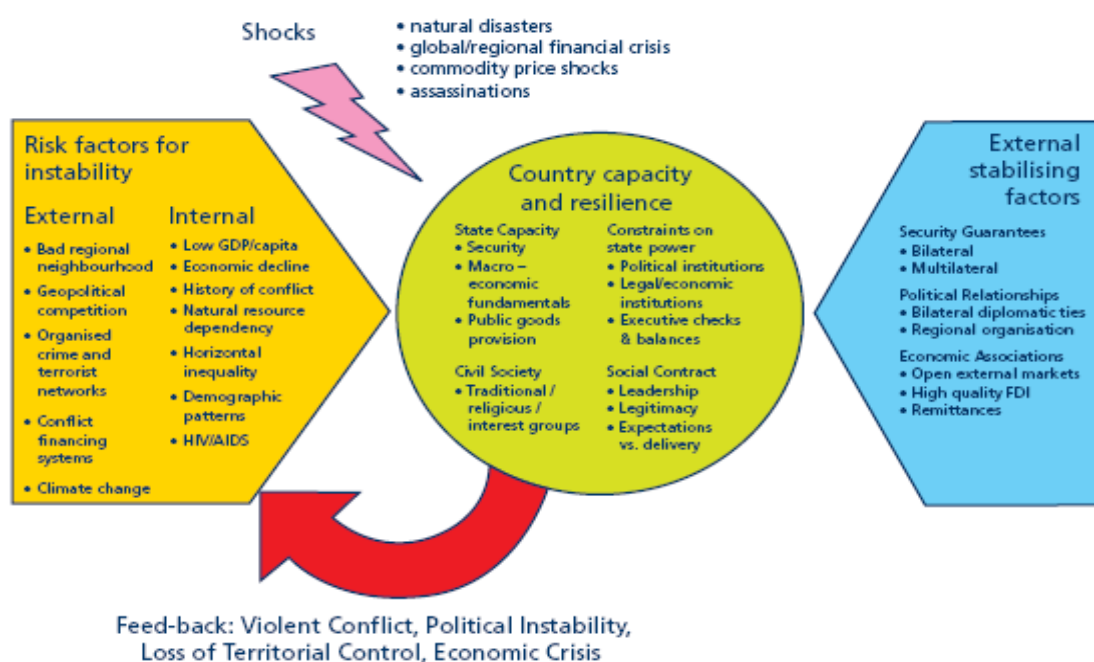 Shocks
• natural disasters
• global/regional financial crisis
• commodity price shocks
• assassinations
Risk factors for
instability
External
• Bad regional
neighbourhood
• Geopolitical
competition
• Organised
crime and
terrorist
networks
• Conflict
financing
systems
• Climate change
Internal
• Low GDP/capita
• Economic decline
• History of conflict
• Natural resource
dependency
• Horizontal
inequality
• Demographic
patterns
• HIV/AIDS
Country capacity
and resilience
State Capacity
• Security
• Macro –
economic
fundamentals
• Public goods
provision
Constraints on
state power
• Political institutions
• Legal/economic
institutions
• Executive checks
& balances
Civil Society
• Traditional /
religious /
interest groups
Social Contract
• Leadership
• Legitimacy
• Expectations
vs. delivery
External
stabilising
factors
Security Guarantees
• Bilateral
• Multilateral
Political Relationships
• Bilateral diplomatic ties
• Regional organisation
Economic Associations
• Open external markets
• High quality FDI
• Remittances
Feed-back: Violent Conflict, Political Instability,
Loss of Territorial Control, Economic Crisis